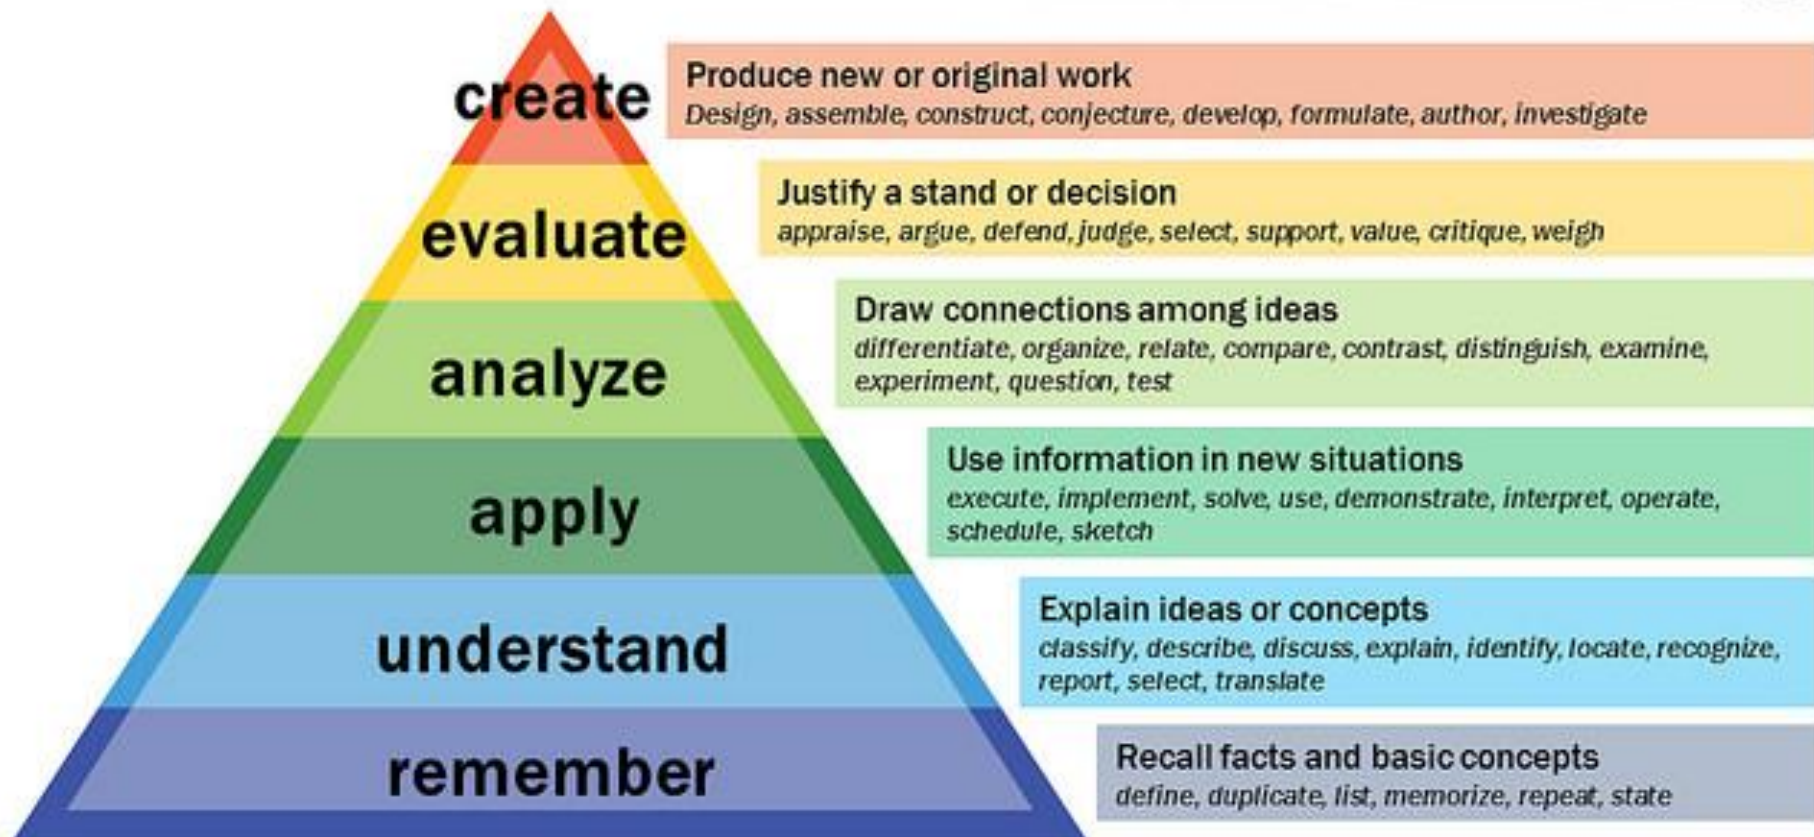 create
Produce new or original work
Design, assemble, construct, conjecture, develop, formulate, author, investigate
evaluate
Justify a stand or decision
appraise, argue, defend, judge, select, support, value, critique, weigh
analyze
Draw connections among ideas
differentiate, organize, relate, compare, contrast, distinguish, examine,
experiment, question, test
apply
Use information in new situations
execute, implement, solve, use, demonstrate, interpret, operate,
schedule, sketch
understand
Explain ideas or concepts
classify, describe, discuss, explain, identify, locate, recognize,
report, select, translate
remember
Recall facts and basic concepts
define, duplicate, list, memorize, repeat, state